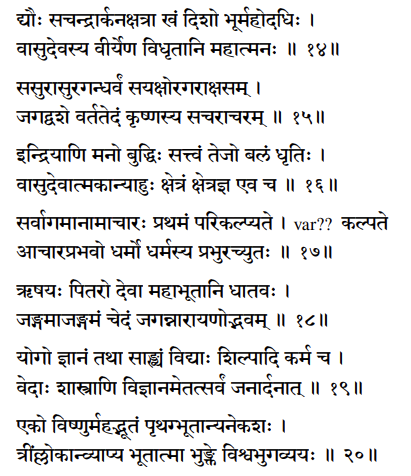 द्यौः सचन्द्रार्कनक्षत्रा खं दिशो भूर्महोदधिः ।
वासुदेवस्य वीर्येण विधृतानि महात्मनः ॥ १४॥
ससुरासुरगन्धर्वं सयक्षोरगराक्षसम् ।
जगद्वशे वर्ततेदं कृष्णस्य सचराचरम् ॥ १५॥
इन्द्रियाणि मनो बुद्धिः सत्त्वं तेजो बलं धृतिः ।
वासुदेवात्मकान्याहुः क्षेत्रं क्षेत्रज्ञ एव च ॥ १६॥
सर्वागमानामाचारः प्रथमं परिकल्प्यते । var?? कल्पते
आचारप्रभवो धर्मो धर्मस्य प्रभुरच्युतः ॥ १७॥
ऋषयः पितरो देवा महाभूतानि धातवः ।
जङ्गमाजङ्गमं चेदं जगन्नारायणोद्भवम् ॥ १८॥
योगो ज्ञानं तथा साङ्ख्यं विद्याः शिल्पादि कर्म च ।
वेदाः शास्त्राणि विज्ञानमेतत्सर्वं जनार्दनात् ॥ १९॥
एको विष्णुर्महद्भूतं पृथग्भूतान्यनेकशः ।
त्रींल्लोकान्व्याप्य भूतात्मा भुङ्क्ते विश्वभुगव्ययः ॥ २०॥